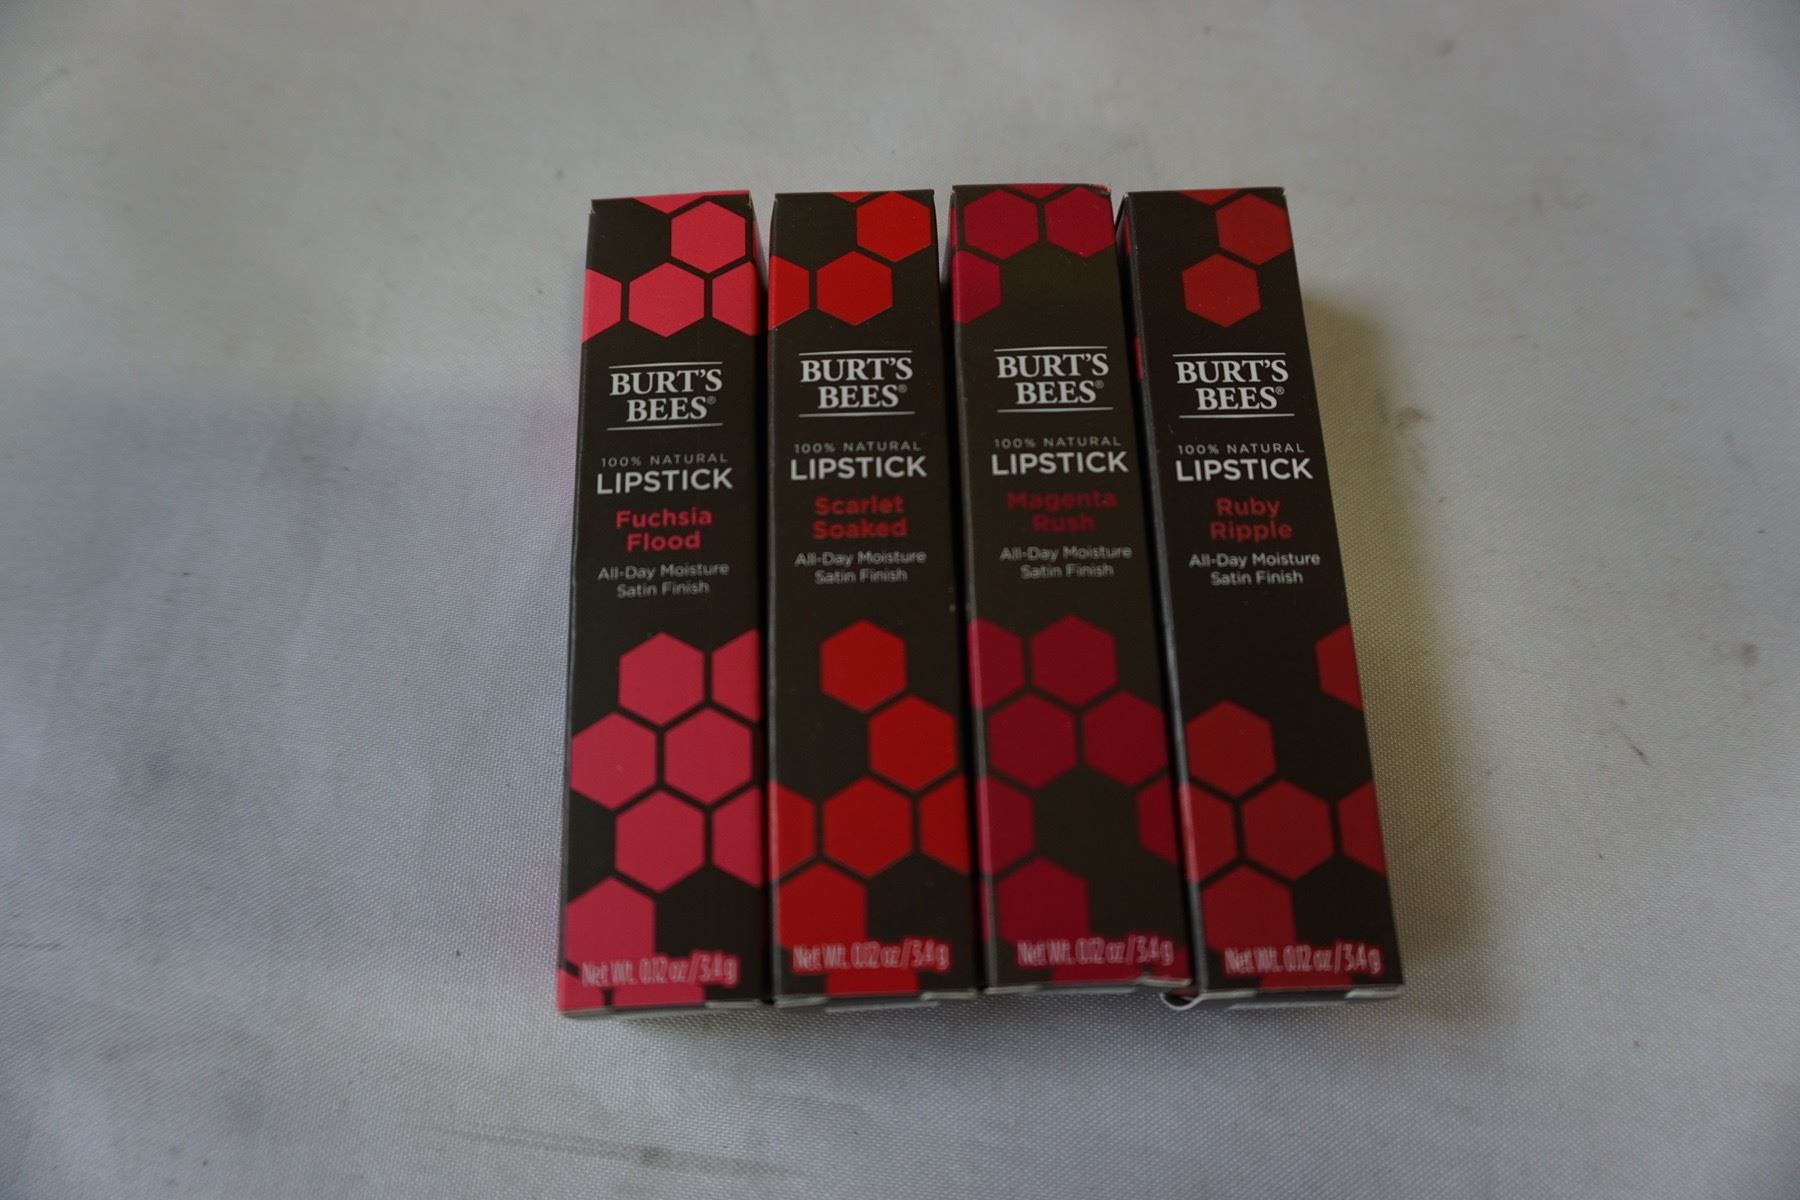 BURT'S
BEES®
100% NATURAL
LIPSTICK
Fuchsia
Flood
All-Day Moisture
Satin Finish
Net Wt. 0.12 oz/3.4 g
BURT'S
BEES®
100% NATURAL
LIPSTICK
Scarlet
Soaked
All-Day Moisture
Satin Finish
Net Wt. 0.12 oz/3.4 g
BURT'S
BEES®
100% NATURAL
LIPSTICK
Magenta
Rush
All-Day Moisture
Satin Finish
Net Wt. 0.12 oz/3.4 g
BURT'S
BEES®
100% NATURAL
LIPSTICK
Ruby
Ripple
All-Day Moisture
Satin Finish
Net Wt. 0.12 oz/3.4 g